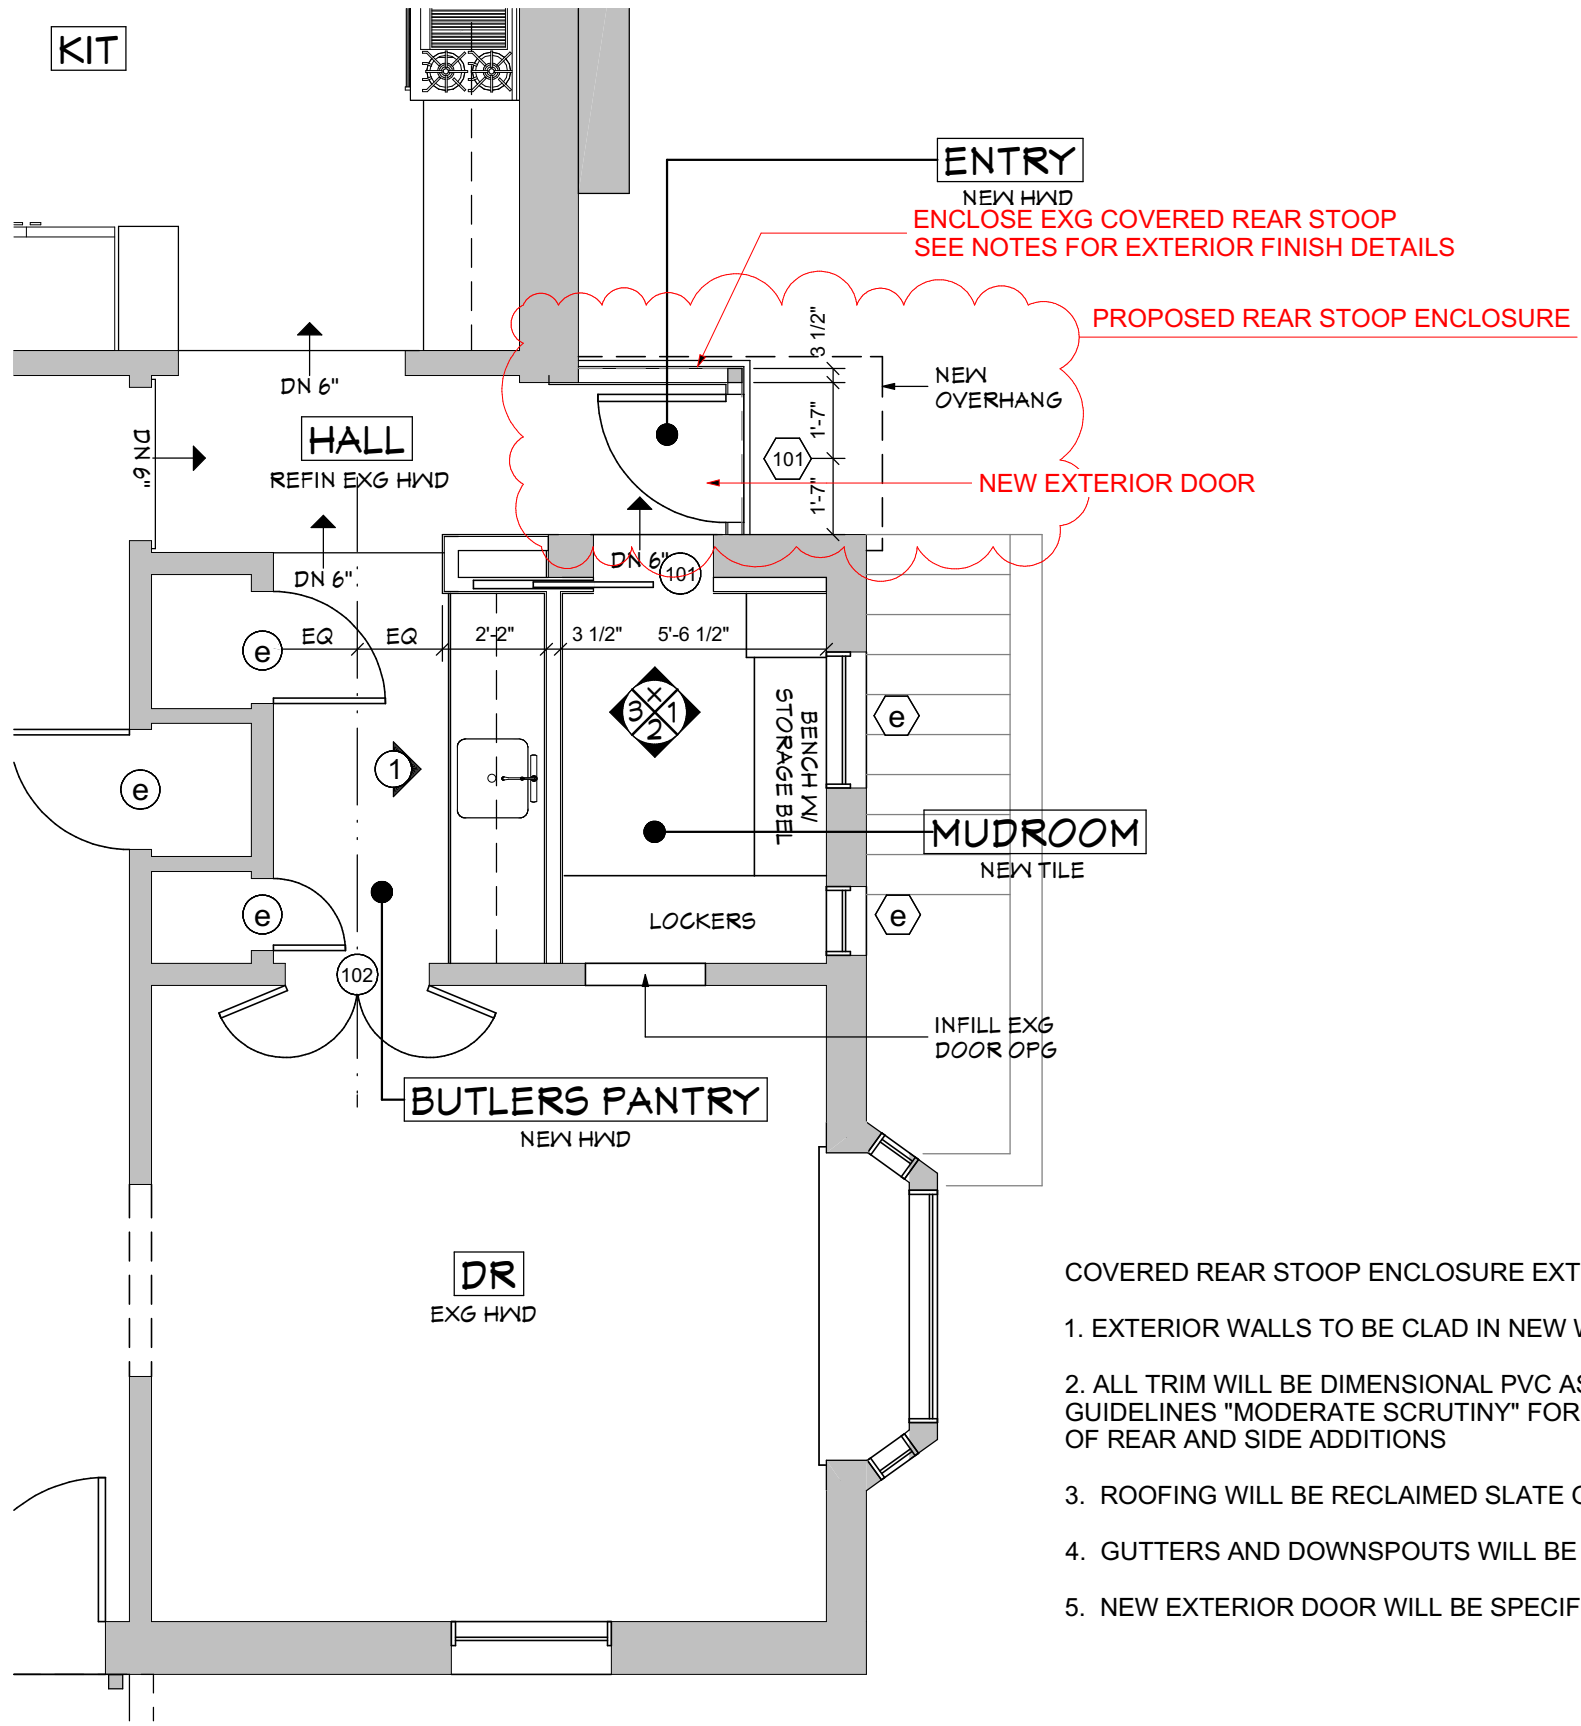 KIT
ENTRY
NEW HWD
ENCLOSE EXG COVERED REAR STOOP
SEE NOTES FOR EXTERIOR FINISH DETAILS
PROPOSED REAR STOOP ENCLOSURE
3 1/2"
NEW
OVERHANG
DN 6"
HALL
REFIN EXG HWD
DN 6"
1'-7"
101
1'-7"
NEW EXTERIOR DOOR
DN 6"
DN 6"
101
e
EQ
EQ
2'-2"
3 1/2"
5'-6 1/2"
X
3
1
2
BENCH W/
STORAGE BEL
e
1
e
MUDROOM
NEW TILE
e
LOCKERS
e
102
INFILL EXG
DOOR OPG
BUTLERS PANTRY
NEW HWD
DR
EXG HWD
COVERED REAR STOOP ENCLOSURE EXT
1. EXTERIOR WALLS TO BE CLAD IN NEW
2. ALL TRIM WILL BE DIMENSIONAL PVC AS
GUIDELINES "MODERATE SCRUTINY" FOR
OF REAR AND SIDE ADDITIONS
3. ROOFING WILL BE RECLAIMED SLATE
4. GUTTERS AND DOWNSPOUTS WILL BE
5. NEW EXTERIOR DOOR WILL BE SPECIF